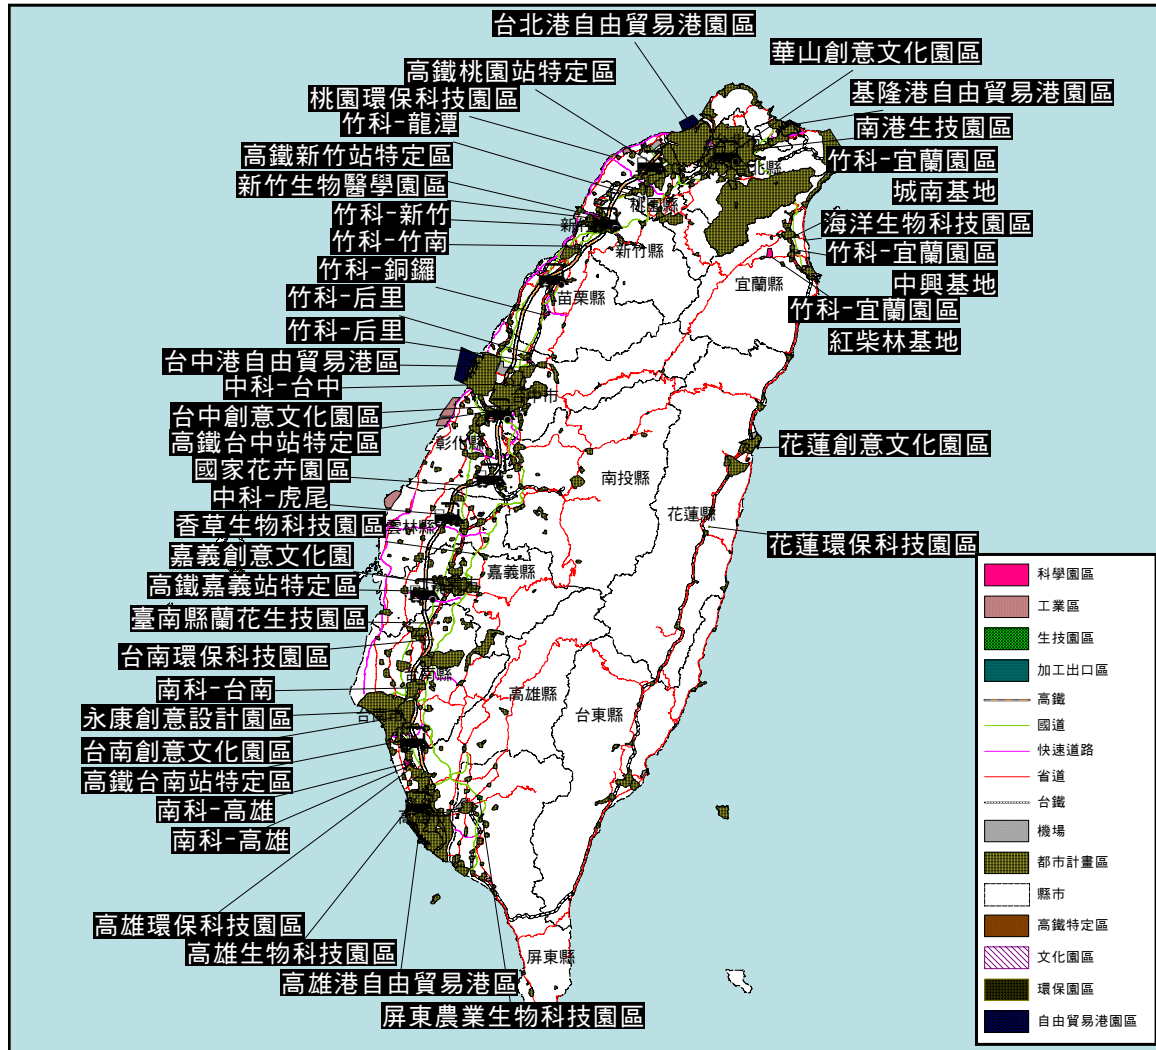 台北港自由貿易港園區
華山創意文化園區
高鐵桃園站特定區
基隆港自由貿易港園區
桃園環保科技園區
竹科-龍潭
南港生技園區
高鐵新竹站特定區
竹科-宜蘭園區
城南基地
新竹生物醫學園區
竹科-新竹
海洋生物科技園區
竹科-竹南
竹科-宜蘭園區
中興基地
竹科-銅鑼
竹科-宜蘭園區
紅柴林基地
竹科-后里
竹科-后里
台中港自由貿易港區
中科-台中
台中創意文化園區
高鐵台中站特定區
花蓮創意文化園區
國家花卉園區
中科-虎尾
香草生物科技園區
花蓮環保科技園區
嘉義創意文化園
高鐵嘉義站特定區
臺南縣蘭花生技園區
台南環保科技園區
南科-台南
永康創意設計園區
台南創意文化園區
高鐵台南站特定區
南科-高雄
南科-高雄
高雄環保科技園區
高雄生物科技園區
高雄港自由貿易港區
屏東農業生物科技園區
桃園縣
新竹縣
宜蘭縣
苗栗縣
彰化縣
南投縣
花蓮縣
雲林縣
嘉義縣
高雄縣
台東縣
屏東縣
科學園區
工業區
生技園區
加工出口區
高鐵
國道
快速道路
省道
台鐵
機場
都市計畫區
縣市
高鐵特定區
文化園區
環保園區
自由貿易港園區